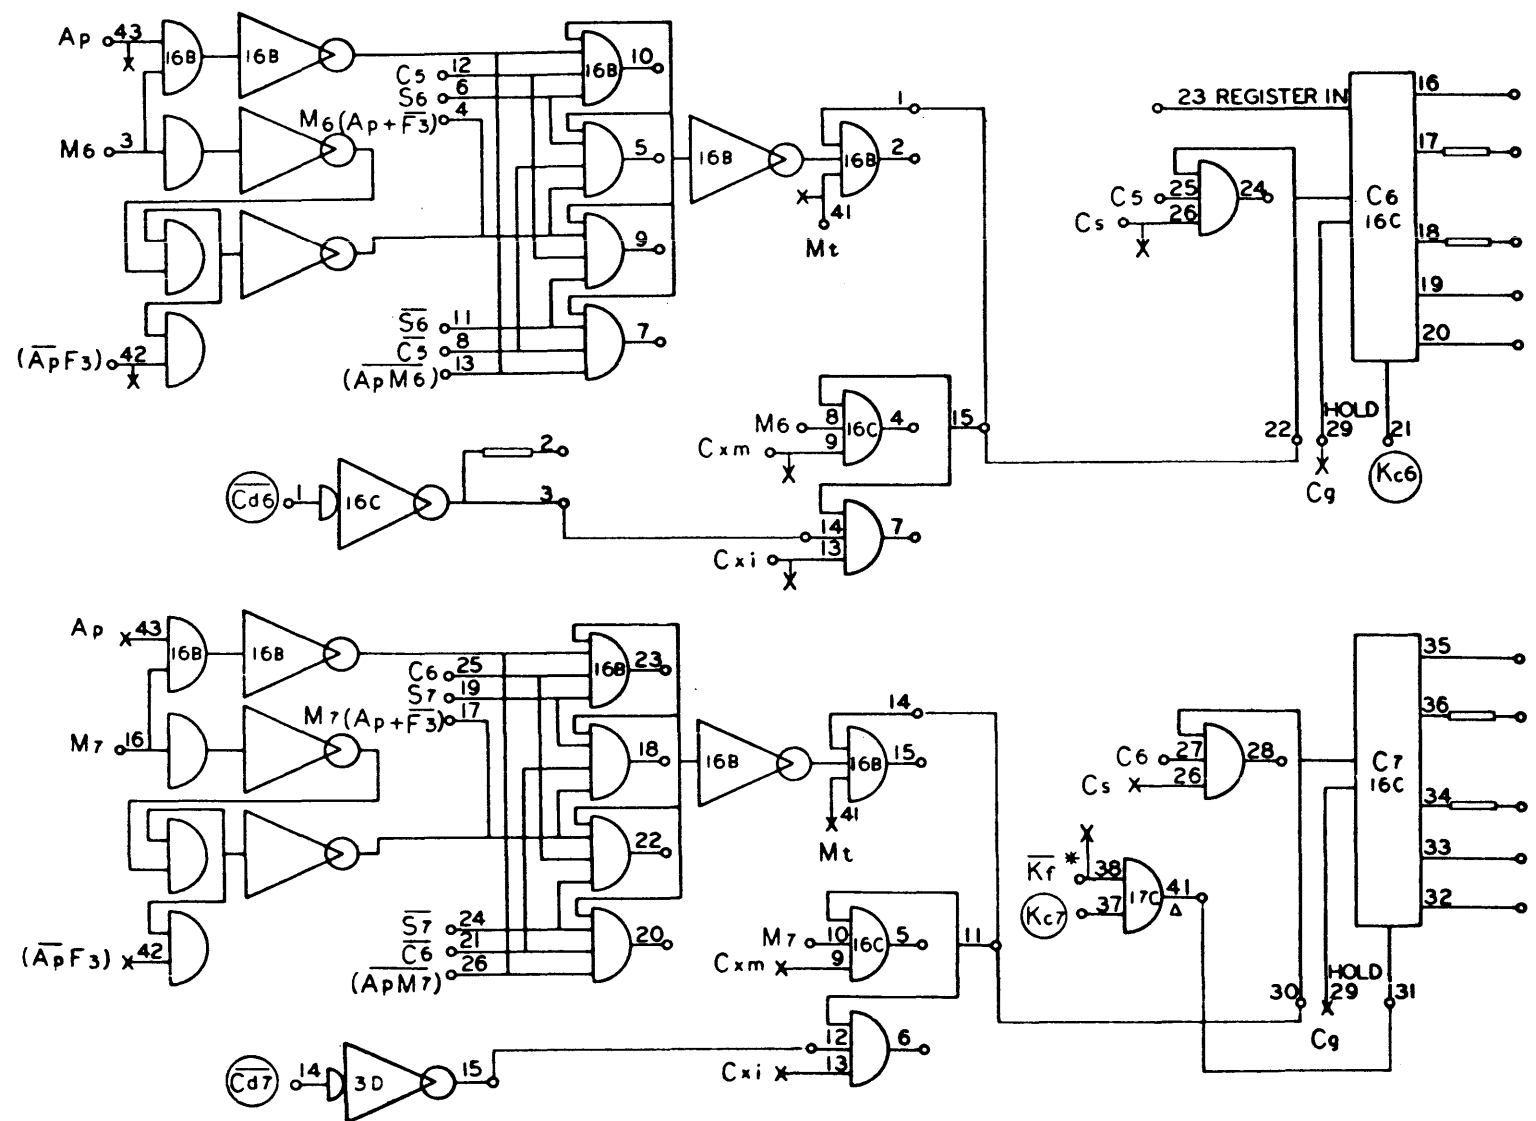 Ap 43 16B 16B
M6 3
(A̅p̅F3) 42
C5 12
S6 6
M6(Ap+F̅3̅) 4
16B 10
5
9
7
S̅6̅ 11
C̅5̅ 8
(A̅p̅M̅6̅) 13
16B
1
16B 2
41
Mt
23 REGISTER IN
C6
16C
16
17
18
19
20
C5 25 24
Cs 26
22
HOLD
29
Cg
21
Kc6
M6 8 16C 4
Cxm 9
15
C̅d̅6̅ 1 16C
2
3
14 7
Cxi 13
Ap 43 16B 16B
M7 16
(A̅p̅F3) 42
C6 25
S7 19
M7(Ap+F̅3̅) 17
16B 23
18
22
20
S̅7̅ 24
C̅6̅ 21
(A̅p̅M̅7̅) 26
16B
14
16B 15
41
Mt
C7
16C
35
36
34
33
32
C6 27 28
Cs 26
K̅f̅ * 38
Kc7 37
17C 41
Δ
30
HOLD
29
Cg
31
M7 10 16C 5
Cxm 9
11
C̅d̅7̅ 14 3D 15
12 6
Cxi 13